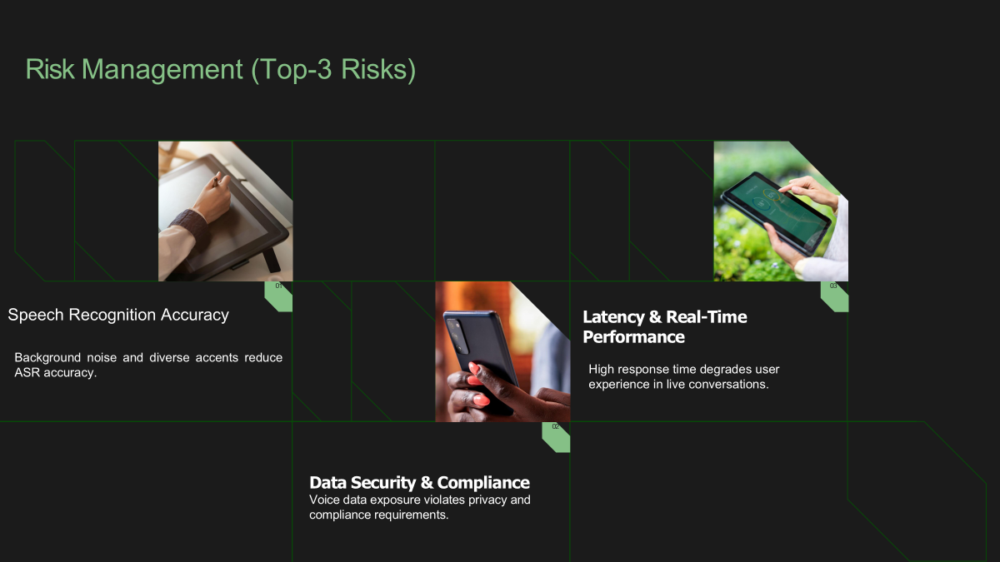 Risk Management (Top-3 Risks)
01
Speech Recognition Accuracy
Background noise and diverse accents reduce
ASR accuracy.
02
Data Security & Compliance
Voice data exposure violates privacy and
compliance requirements.
03
Latency & Real-Time
Performance
High response time degrades user
experience in live conversations.